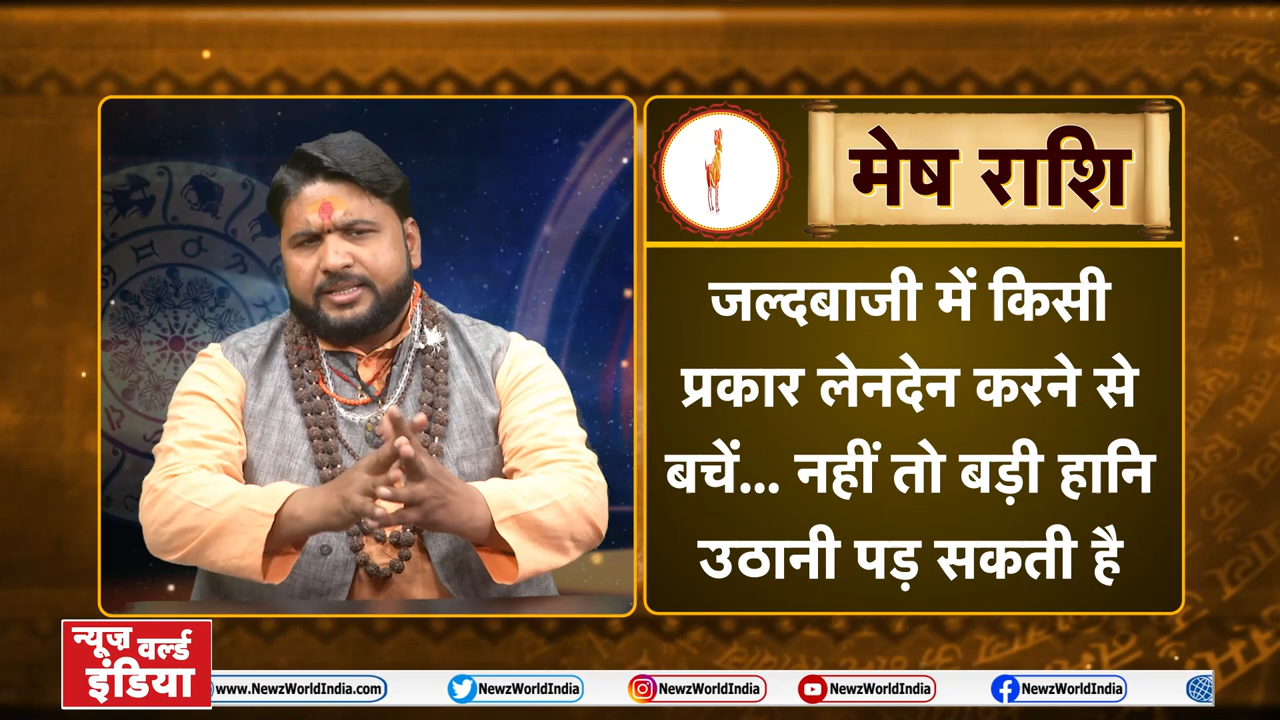 मेष राशि
जल्दबाजी में किसी
प्रकार लेनदेन करने से
बचें... नहीं तो बड़ी हानि
उठानी पड़ सकती है
न्यूज़ वर्ल्ड
इंडिया
www.NewzWorldIndia.com
NewzWorldIndia
NewzWorldIndia
NewzWorldIndia
NewzWorldIndia